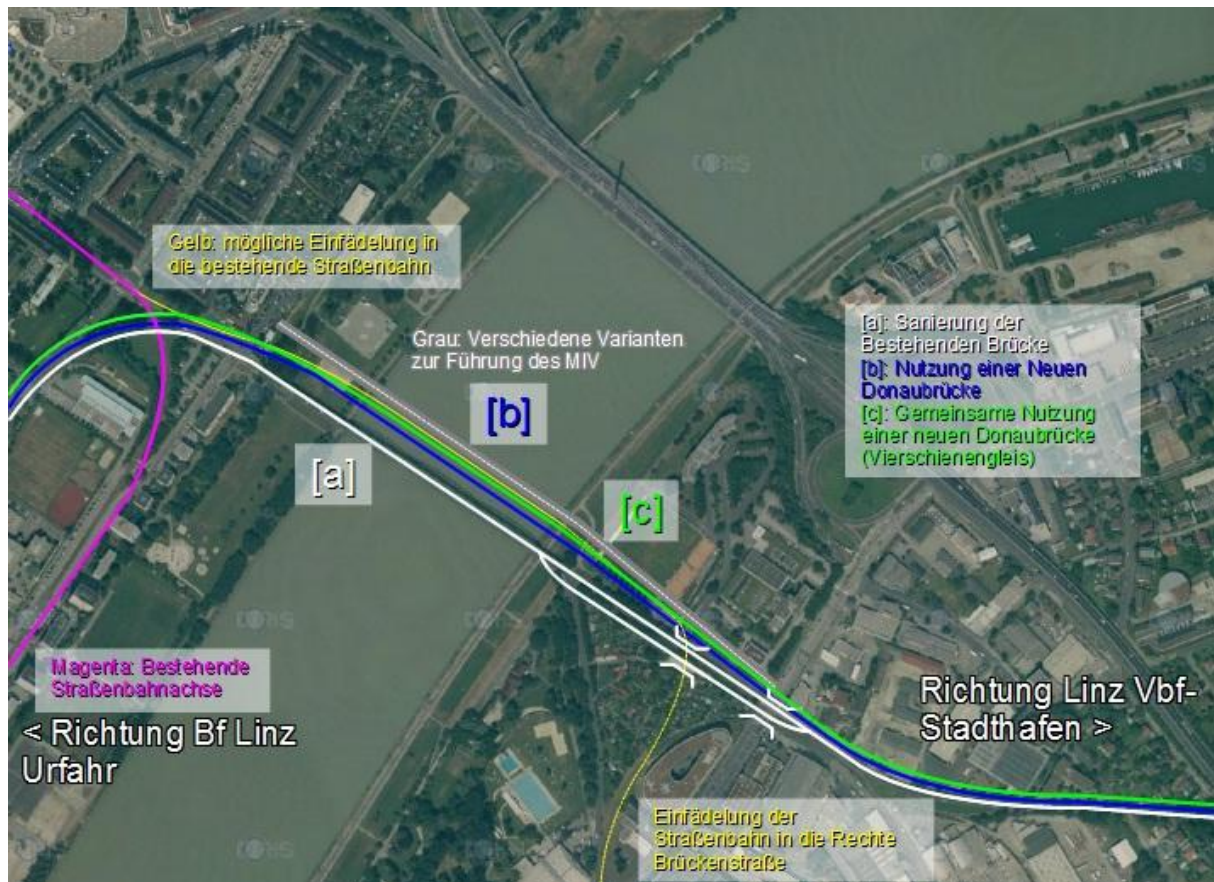 Gelb: mögliche Einfädelung in
die bestehende Straßenbahn
Grau: Verschiedene Varianten
zur Führung des MIV
[a]: Sanierung der
Bestehenden Brücke
[b]: Nutzung einer Neuen
Donaubrücke
[c]: Gemeinsame Nutzung
einer neuen Donaubrücke
(Vierschienengleis)
[b]
[a]
[c]
Magenta: Bestehende
Straßenbahnachse
< Richtung Bf Linz
Urfahr
Richtung Linz Vbf-
Stadthafen >
Einfädelung der
Straßenbahn in die Rechte
Brückenstraße